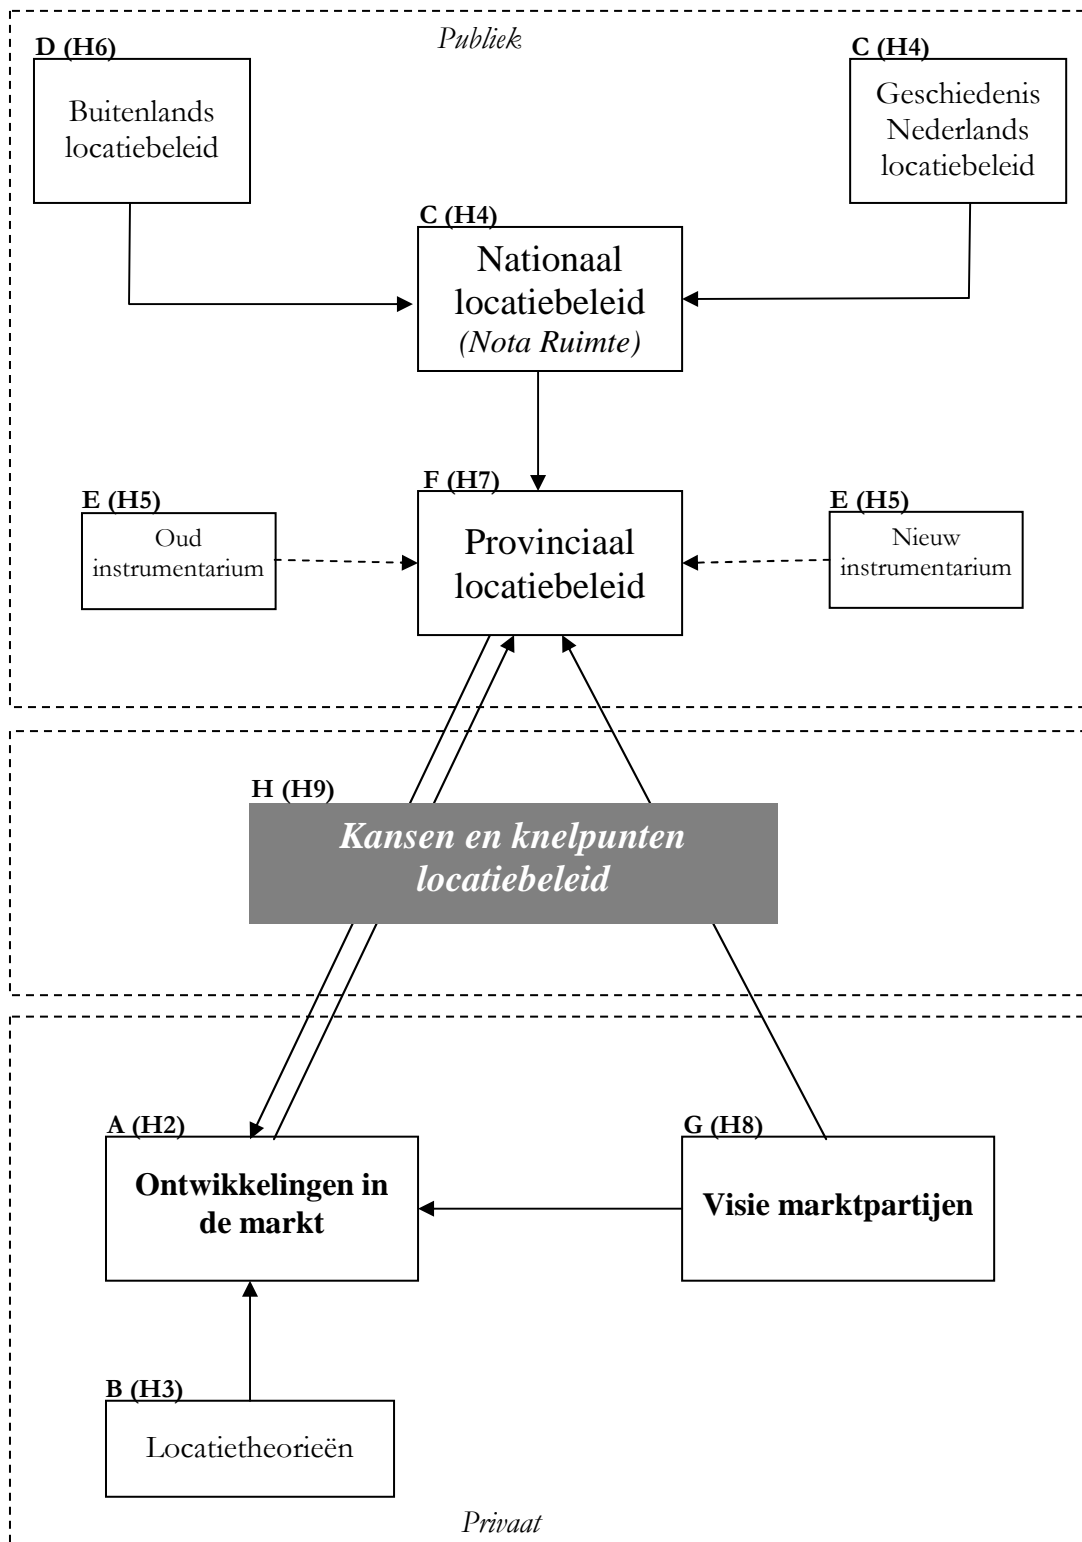 Publiek
D (H6)
Buitenlands
locatiebeleid
C (H4)
Geschiedenis
Nederlands
locatiebeleid
C (H4)
Nationaal
locatiebeleid
(Nota Ruimte)
E (H5)
Oud
instrumentarium
F (H7)
Provinciaal
locatiebeleid
E (H5)
Nieuw
instrumentarium
H (H9)
Kansen en knelpunten
locatiebeleid
A (H2)
Ontwikkelingen in
de markt
G (H8)
Visie marktpartijen
B (H3)
Locatietheorieën
Privaat